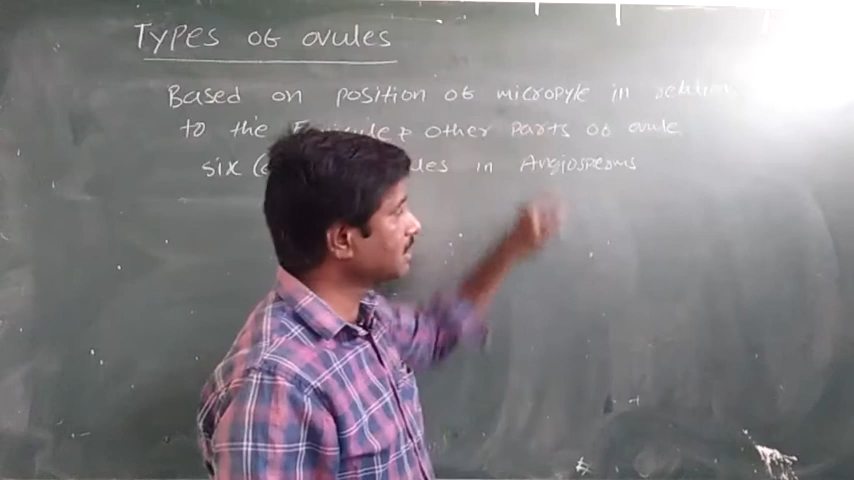 Types of ovules
Based on position of micropyle in relation
to the & other parts of ovule
six in Angiosperms